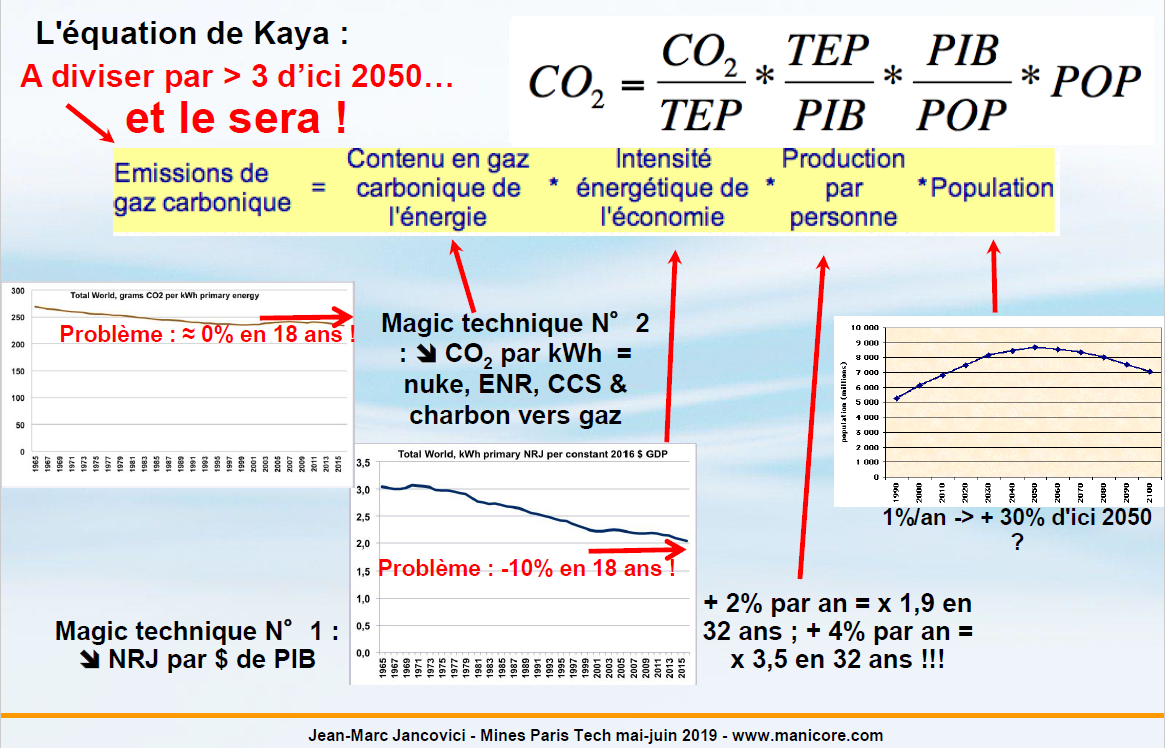 L'équation de Kaya :
A diviser par > 3 d’ici 2050…
et le sera !
CO2 = CO2/TEP * TEP/PIB * PIB/POP * POP
Emissions de
gaz carbonique
=
Contenu en gaz
carbonique de
l'énergie
*
Intensité
énergétique de
l'économie
*
Production
par
personne
*Population
Total World, grams CO2 per kWh primary energy
300
250
200
150
100
50
0
1965 1967 1969 1971 1973 1975 1977 1979 1981 1983 1985 1987 1989 1991 1993 1995 1997 1999 2001 2003 2005 2007 2009 2011 2013 2015
Problème : ≈ 0% en 18 ans !
Magic technique N° 2
: ➘ CO2 par kWh =
nuke, ENR, CCS &
charbon vers gaz
10 000
9 000
8 000
7 000
6 000
5 000
4 000
3 000
2 000
1 000
0
population (millions)
1990 2000 2010 2020 2030 2040 2050 2060 2070 2080 2090 2100
1%/an -> + 30% d'ici 2050
?
Total World, kWh primary NRJ per constant 2016 $ GDP
3,5
3,0
2,5
2,0
1,5
1,0
0,5
0,0
1965 1967 1969 1971 1973 1975 1977 1979 1981 1983 1985 1987 1989 1991 1993 1995 1997 1999 2001 2003 2005 2007 2009 2011 2013 2015
Problème : -10% en 18 ans !
Magic technique N° 1 :
➘ NRJ par $ de PIB
+ 2% par an = x 1,9 en
32 ans ; + 4% par an =
x 3,5 en 32 ans !!!
Jean-Marc Jancovici - Mines Paris Tech mai-juin 2019 - www.manicore.com